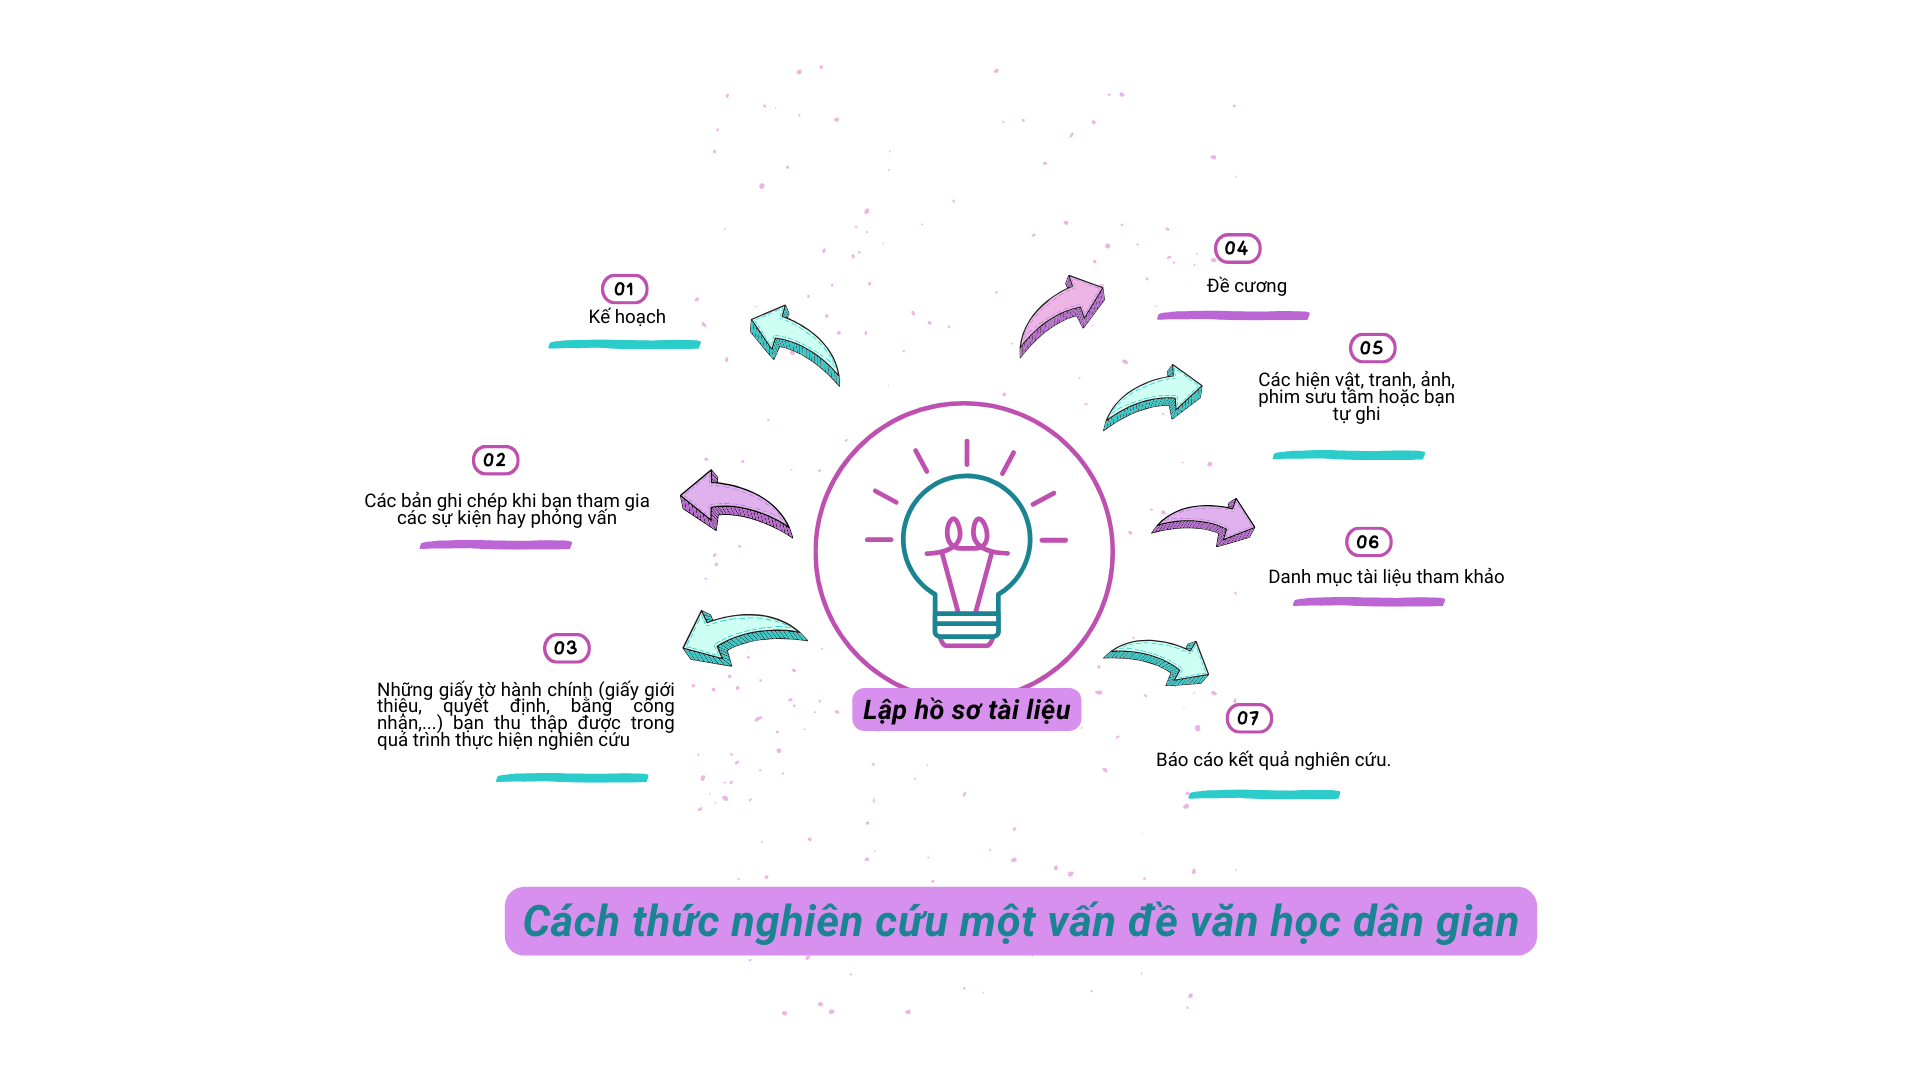 01
Kế hoạch
02
Các bản ghi chép khi bạn tham gia
các sự kiện hay phỏng vấn
03
Những giấy tờ hành chính (giấy giới
thiệu, quyết định, bằng công
nhận,...) bạn thu thập được trong
quá trình thực hiện nghiên cứu
04
Đề cương
05
Các hiện vật, tranh, ảnh,
phim sưu tầm hoặc bạn
tự ghi
06
Danh mục tài liệu tham khảo
07
Báo cáo kết quả nghiên cứu.
Lập hồ sơ tài liệu
Cách thức nghiên cứu một vấn đề văn học dân gian